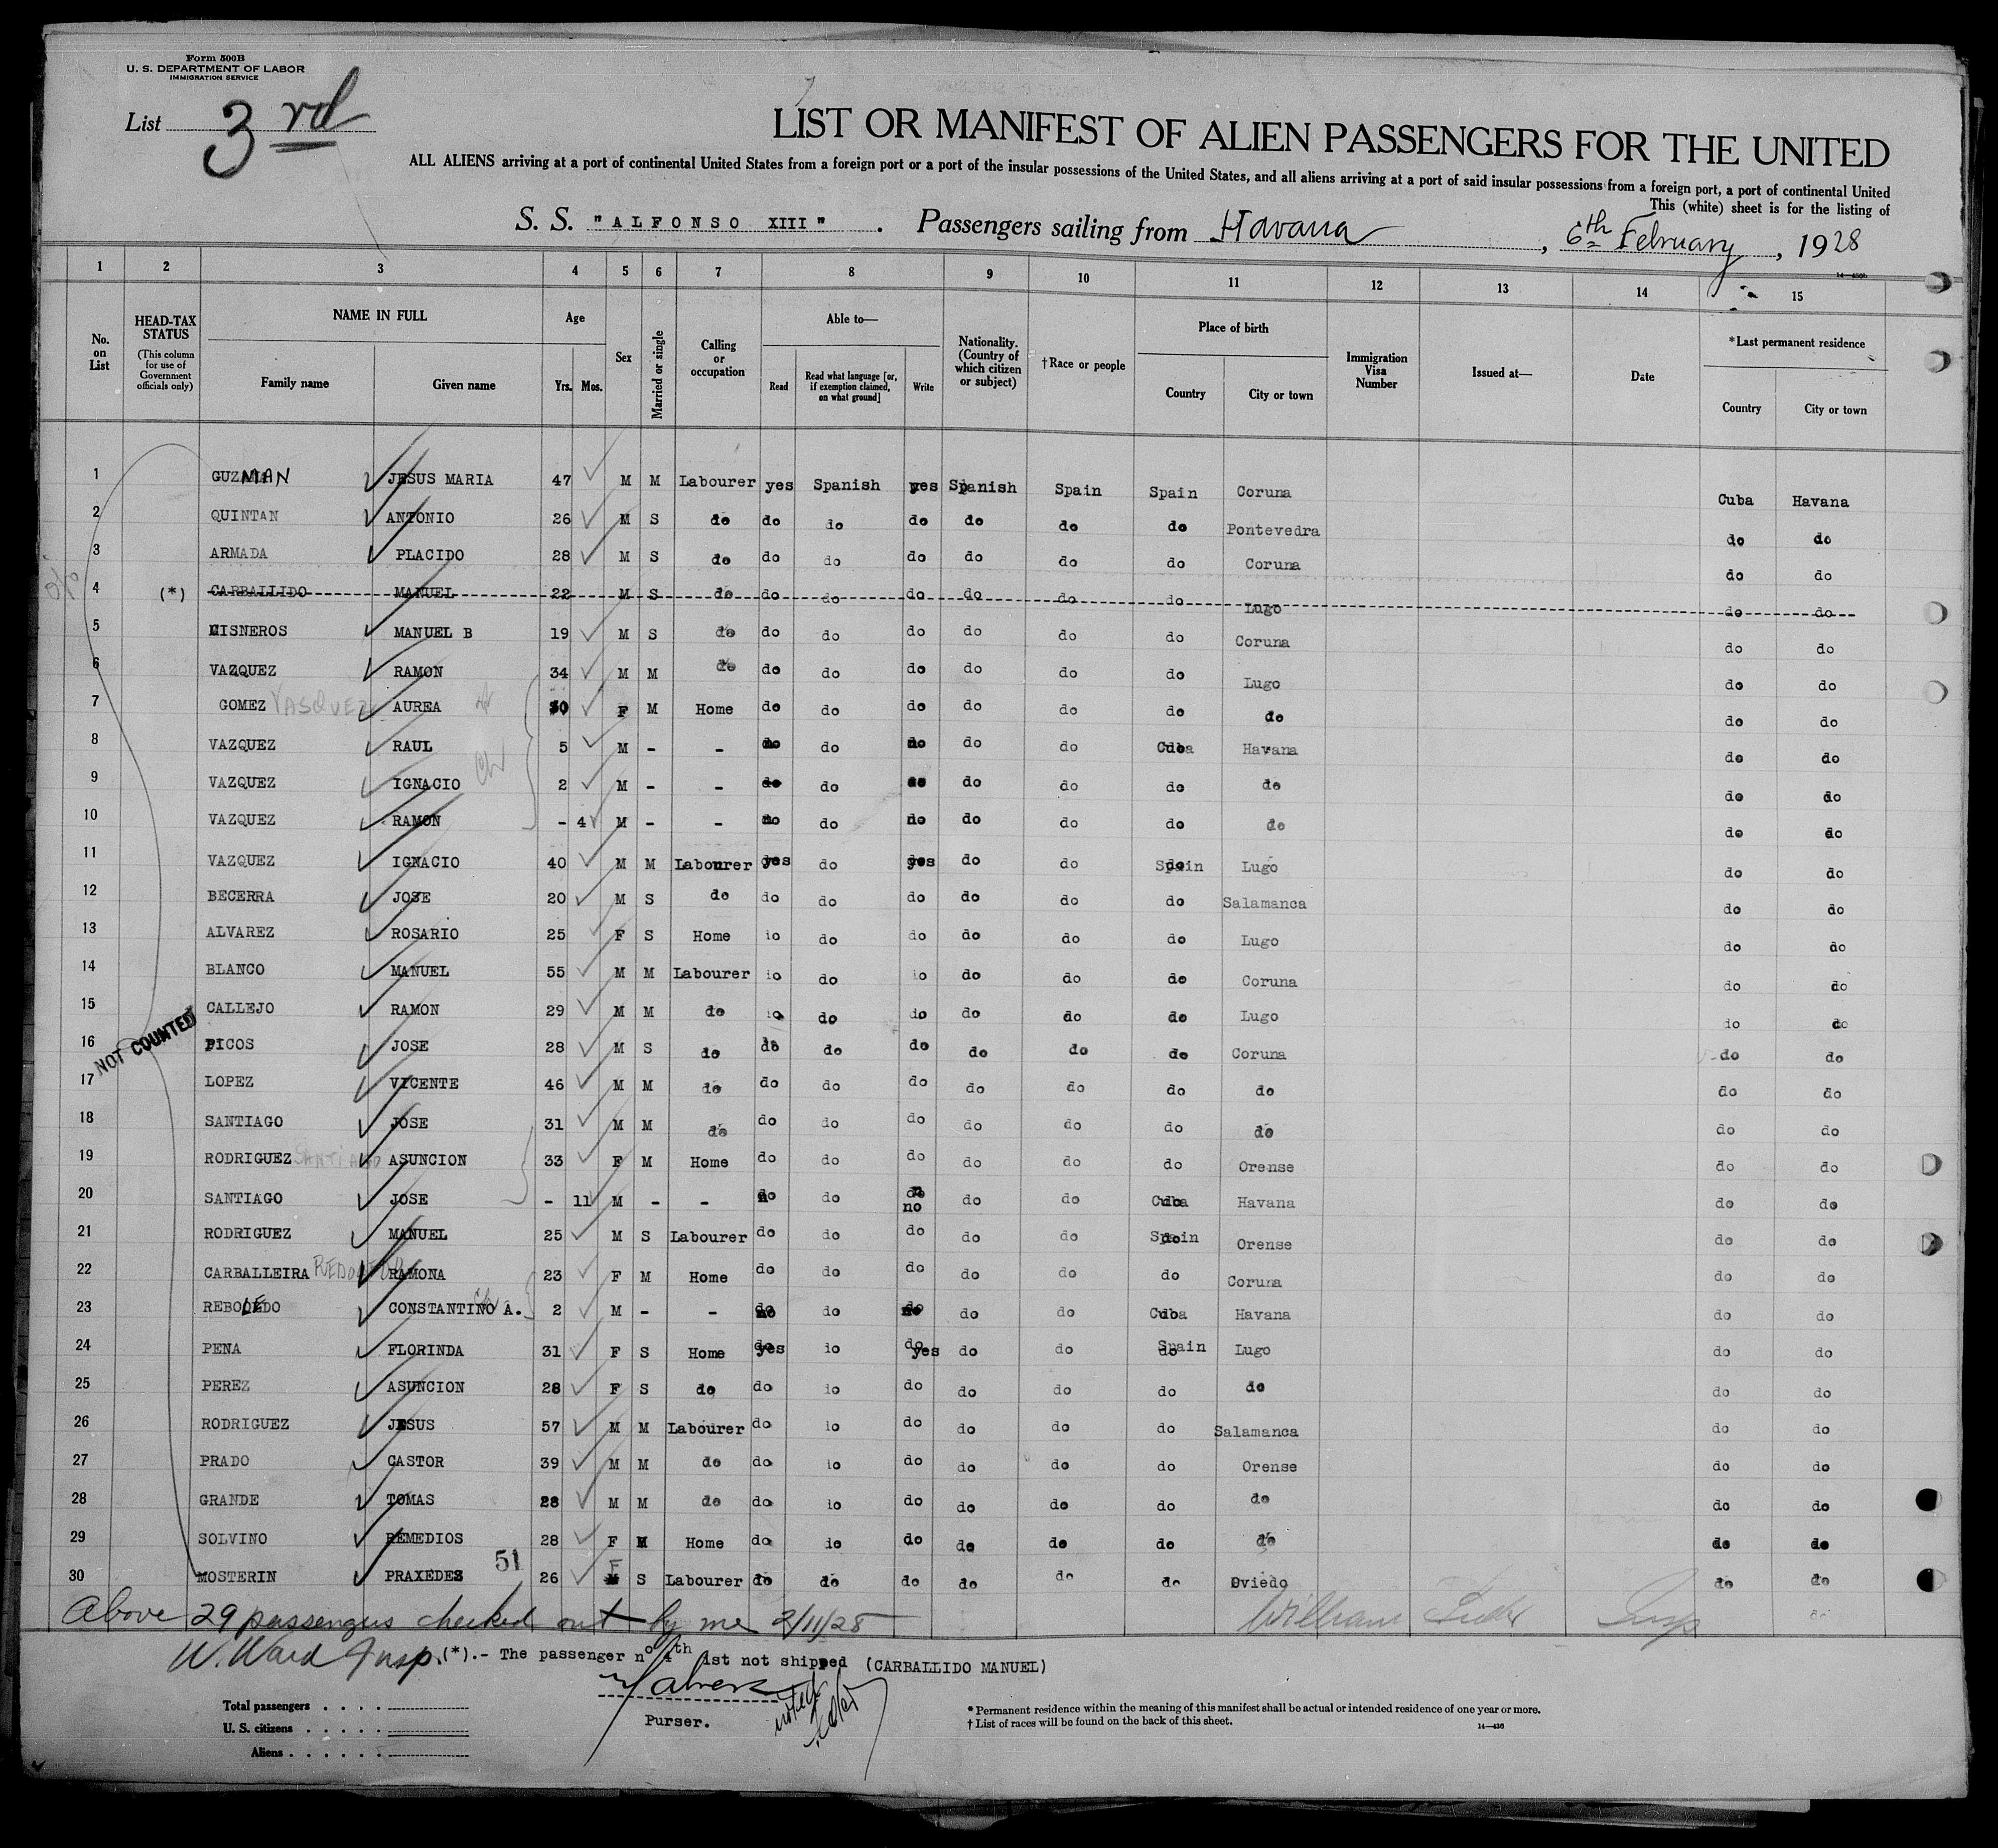 Form 500B
U. S. DEPARTMENT OF LABOR
IMMIGRATION SERVICE
List 3rd
LIST OR MANIFEST OF ALIEN PASSENGERS FOR THE UNITED
ALL ALIENS arriving at a port of continental United States from a foreign port or a port of the insular possessions of the United States, and all aliens arriving at a port of said insular possessions from a foreign port, a port of continental United
This (white) sheet is for the listing of
S. S. "ALFONSO XIII". Passengers sailing from Havana, 6th February, 1928
1 2 3 4 5 6 7 8 9 10 11 12 13 14 15
No. on List
HEAD-TAX STATUS (This column for use of Government officials only)
NAME IN FULL
Family name Given name
Age
Yrs. Mos.
Sex
Married or single
Calling or occupation
Able to—
Read
Read what language [or, if exemption claimed, on what ground]
Write
Nationality. (Country of which citizen or subject)
†Race or people
Place of birth
Country City or town
Immigration Visa Number
Issued at—
Date
*Last permanent residence
Country City or town
1 GUZMAN JESUS MARIA 47 M M Labourer yes Spanish yes Spanish Spain Spain Coruna Cuba Havana
2 QUINTAN ANTONIO 26 M S do do do do do do do Pontevedra do do
3 ARMADA PLACIDO 28 M S do do do do do do do Coruna do do
4 (*) CARBALLIDO MANUEL 22 M S do do do do do do do Lugo do do
5 CISNEROS MANUEL B 19 M S do do do do do do do Coruna do do
6 VAZQUEZ RAMON 34 M M do do do do do do do Lugo do do
7 GOMEZ VASQUEZ AUREA 30 F M Home do do do do do do do do do
8 VAZQUEZ RAUL 5 M - - no do no do do Cuba Havana do do
9 VAZQUEZ IGNACIO 2 M - - do do do do do do do do do
10 VAZQUEZ RAMON - 4 M - - no do no do do do do do do
11 VAZQUEZ IGNACIO 40 M M Labourer yes do yes do do Spain Lugo do do
12 BECERRA JOSE 20 M S do do do do do do do Salamanca do do
13 ALVAREZ ROSARIO 25 F S Home do do do do do do Lugo do do
14 BLANCO MANUEL 55 M M Labourer do do do do do do Coruna do do
15 CALLEJO RAMON 29 M M do do do do do do do Lugo do do
16 PICOS JOSE 28 M S do do do do do do do Coruna do do
NOT COUNTED
17 LOPEZ VICENTE 46 M M do do do do do do do do do do
18 SANTIAGO JOSE 31 M M do do do do do do do do do do
19 RODRIGUEZ SANTIAGO ASUNCION 33 F M Home do do do do do do Orense do do
20 SANTIAGO JOSE - 11 M - - do do no do do Cuba Havana do do
21 RODRIGUEZ MANUEL 25 M S Labourer do do do do do Spain Orense do do
22 CARBALLEIRA RAMONA 23 F M Home do do do do do do Coruna do do
23 REBOLEDO CONSTANTINO A. 2 M - - no do no do do Cuba Havana do do
24 PENA FLORINDA 31 F S Home yes do yes do do Spain Lugo do do
25 PEREZ ASUNCION 28 F S do do do do do do do do do do
26 RODRIGUEZ JESUS 57 M M Labourer do do do do do do Salamanca do do
27 PRADO CASTOR 39 M M do do do do do do do Orense do do
28 GRANDE TOMAS 28 M M do do do do do do do do do do
29 SOLVINO REMEDIOS 28 F M Home do do do do do do do do do
51
30 MOSTERIN PRAXEDES 26 F S Labourer do do do do do do Oviedo do do
Above 29 passengers checked out by me 2/11/28 William Insp
W. Ward Insp. (*).- The passenger nº 4th ist not shipped (CARBALLIDO MANUEL)
Purser.
Total passengers
U. S. citizens
Aliens
* Permanent residence within the meaning of this manifest shall be actual or intended residence of one year or more.
† List of races will be found on the back of this sheet.
14—430